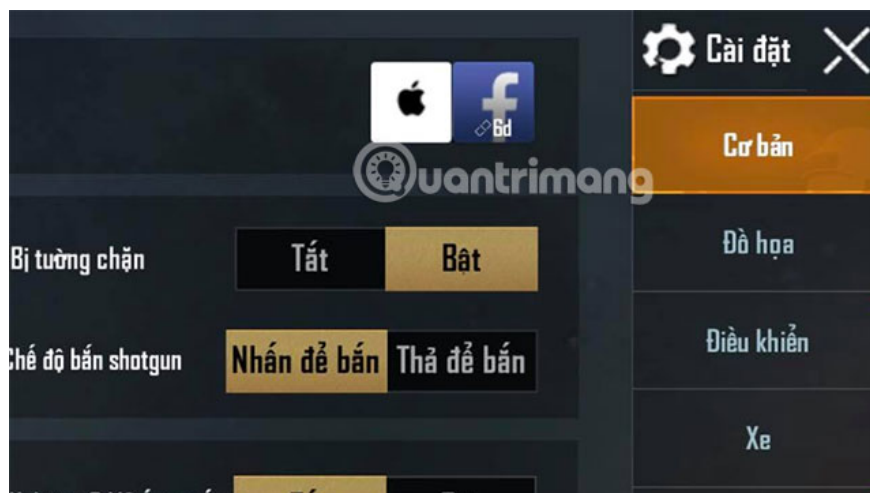 Cài đặt
6d
Cơ bản
Quantrimang
Đồ họa
Bị tường chặn
Tắt
Bật
Điều khiển
Chế độ bắn shotgun
Nhấn để bắn
Thả để bắn
Xe